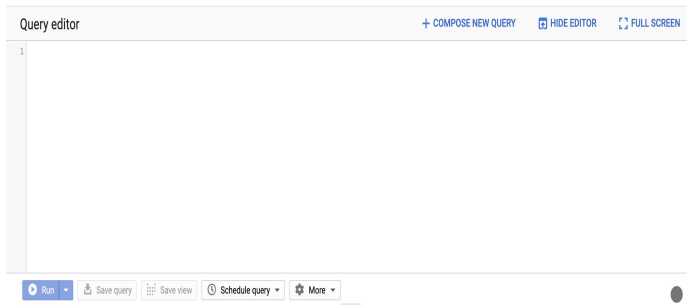 Query editor + COMPOSE NEW QUERY HIDE EDITOR FULL SCREEN
1
Run Save query Save view Schedule query More